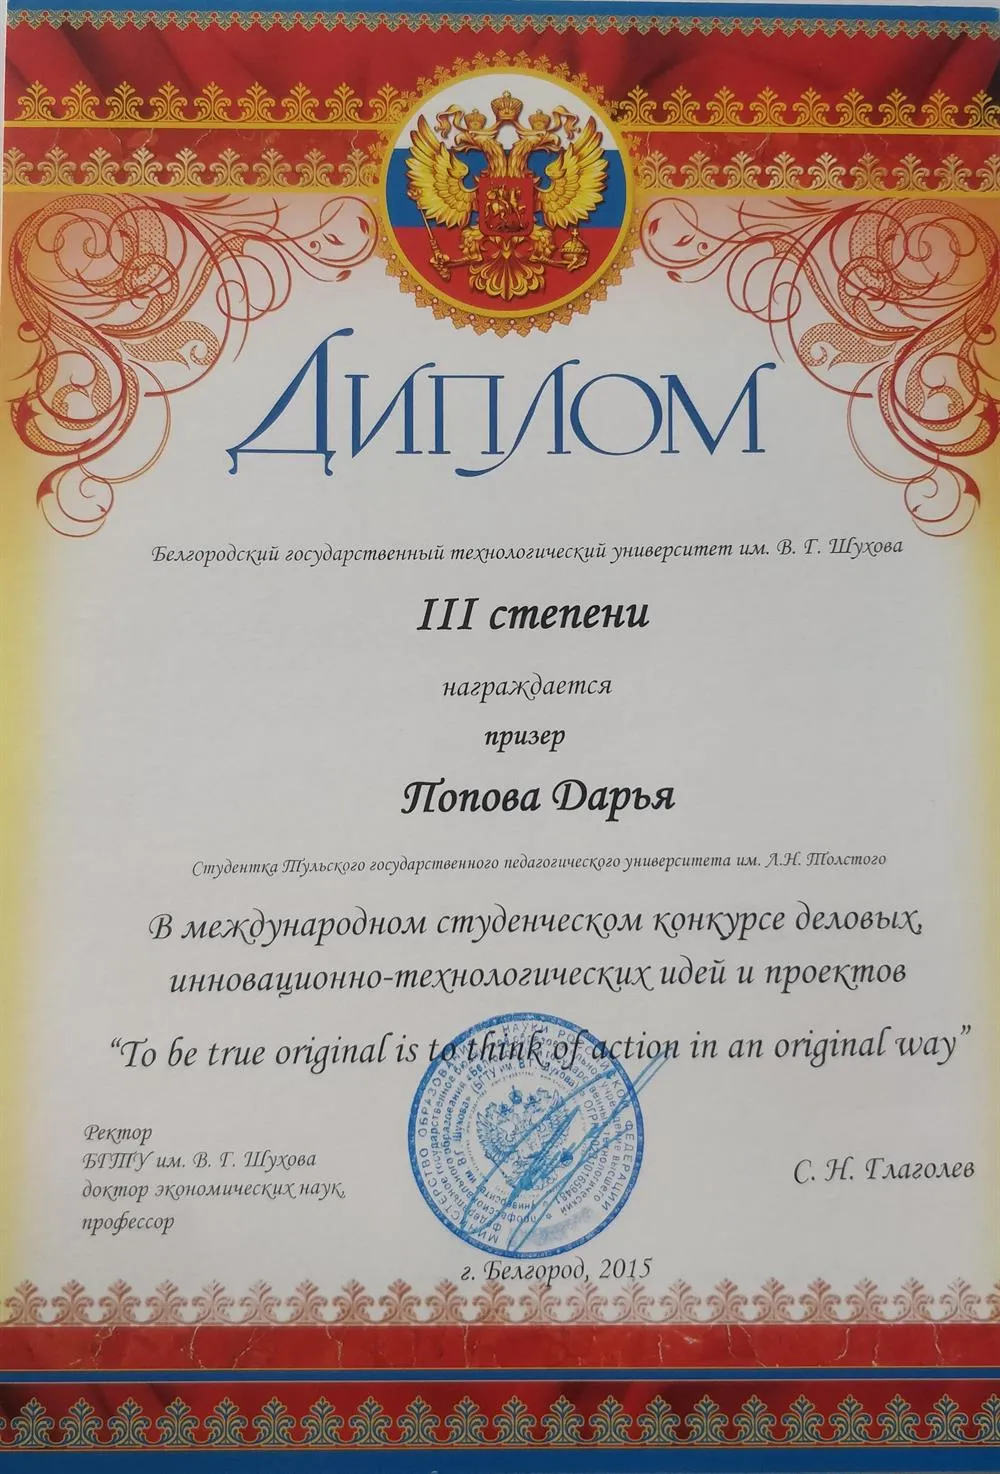 Диплом
Белгородский государственный технологический университет им. В. Г. Шухова
III степени
награждается
призер
Попова Дарья
Студентка Тульского государственного педагогического университета им. Л.Н. Толстого
В международном студенческом конкурсе деловых,
инновационно-технологических идей и проектов
“To be true original is to think of action in an original way”
Ректор
БГТУ им. В. Г. Шухова
доктор экономических наук,
профессор
С. Н. Глаголев
г. Белгород, 2015